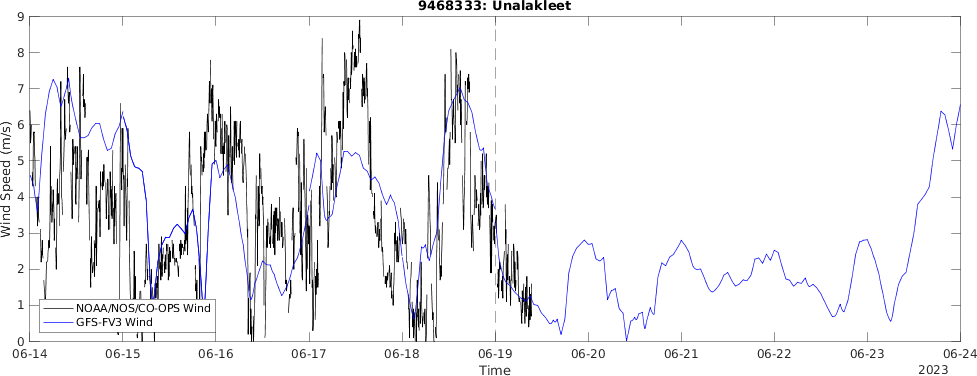 9468333: Unalakleet
9
8
7
6
5
4
3
2
1
0
Wind Speed (m/s)
NOAA/NOS/CO-OPS Wind
GFS-FV3 Wind
06-14 06-15 06-16 06-17 06-18 06-19 06-20 06-21 06-22 06-23 06-24
Time
2023